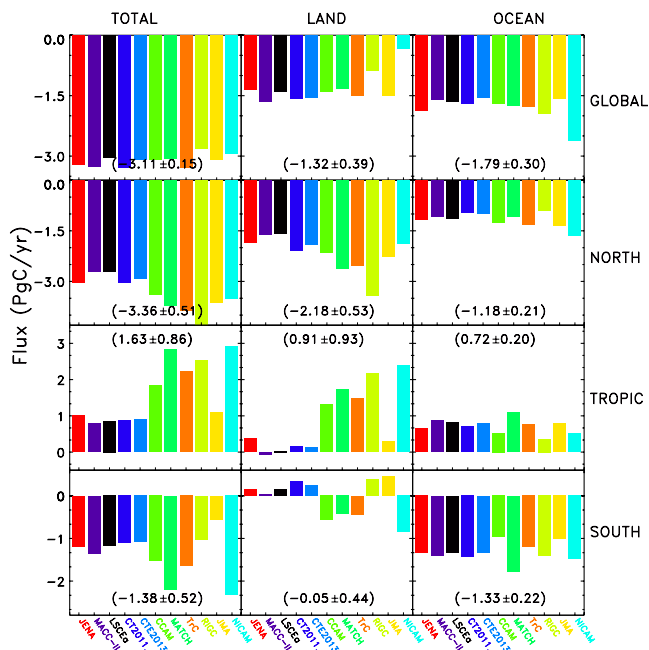 TOTAL LAND OCEAN
0.0
−1.5
−3.0
(−3.11±0.15) (−1.32±0.39) (−1.79±0.30)
GLOBAL
0.0
−3.0
(−3.36±0.51) (−2.18±0.53) (−1.18±0.21)
NORTH
Flux (PgC/yr)
(1.63±0.86) (0.91±0.93) (0.72±0.20)
3
2
1
0
TROPIC
0
−1
−2
(−1.38±0.52) (−0.05±0.44) (−1.33±0.22)
SOUTH
JENA MACC−II LSCEa CT2011. CTE2013 CCAM MATCH TrC RIGC JMA NICAM
JENA MACC−II LSCEa CT2011. CTE2013 CCAM MATCH TrC RIGC JMA NICAM
JENA MACC−II LSCEa CT2011. CTE2013 CCAM MATCH TrC RIGC JMA NICAM